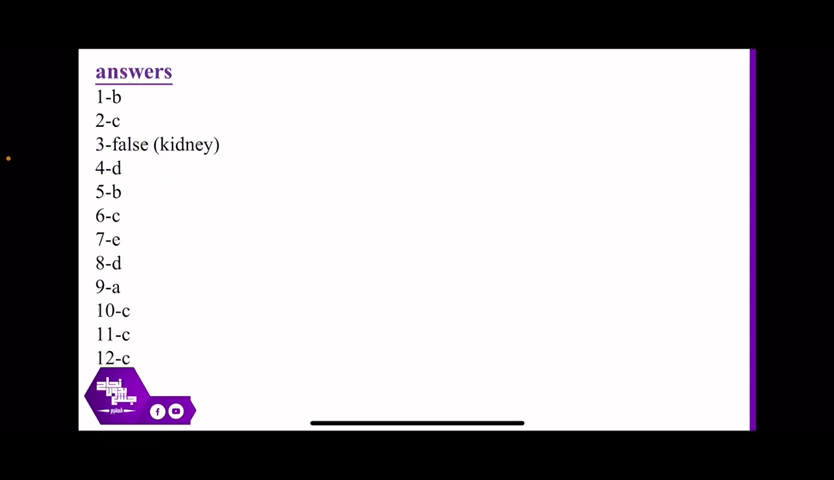 answers
1-b
2-c
3-false (kidney)
4-d
5-b
6-c
7-e
8-d
9-a
10-c
11-c
12-c